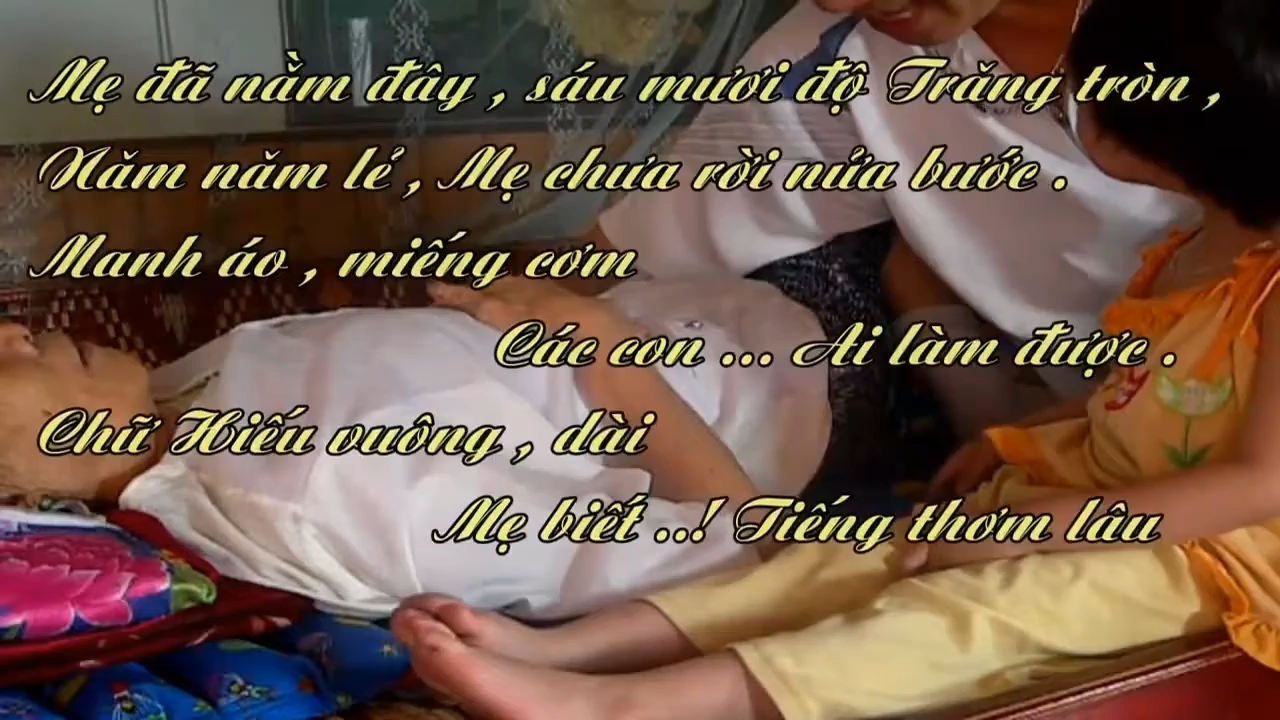 Mẹ đã nằm đây , sáu mươi độ Trăng tròn ,
Năm năm lẻ , Mẹ chưa rời nửa bước .
Manh áo , miếng cơm
Các con ... Ai làm được .
Chữ Hiếu vuông , dài
Mẹ biết ..! Tiếng thơm lâu